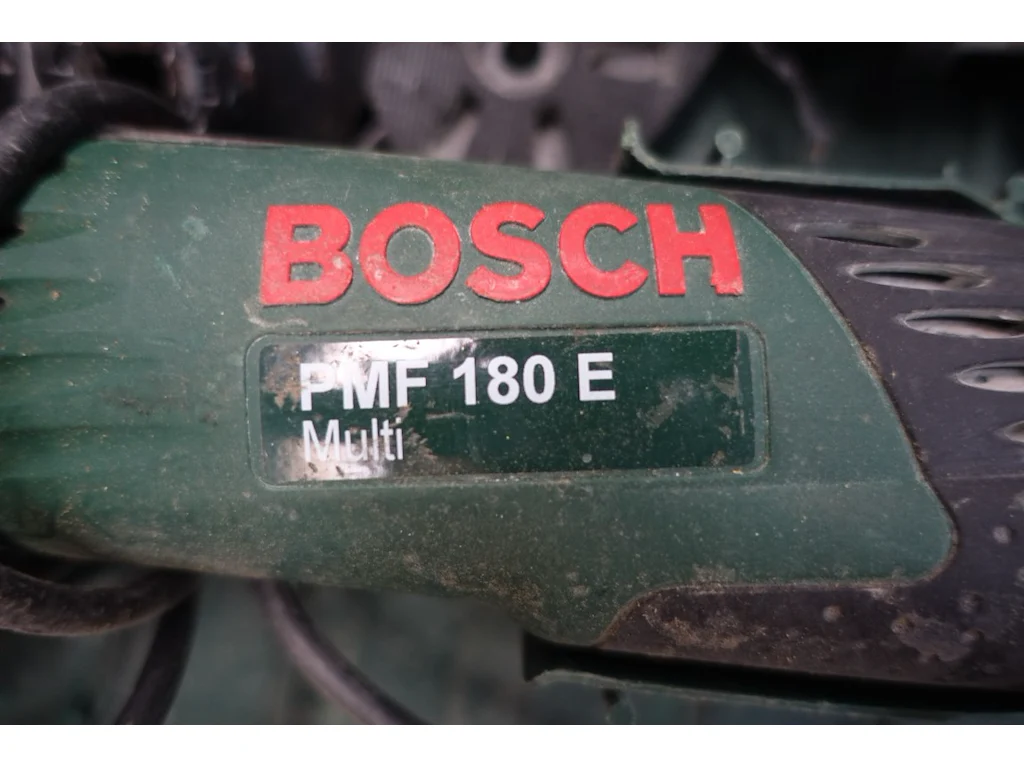 BOSCH
PMF 180 E
Multi